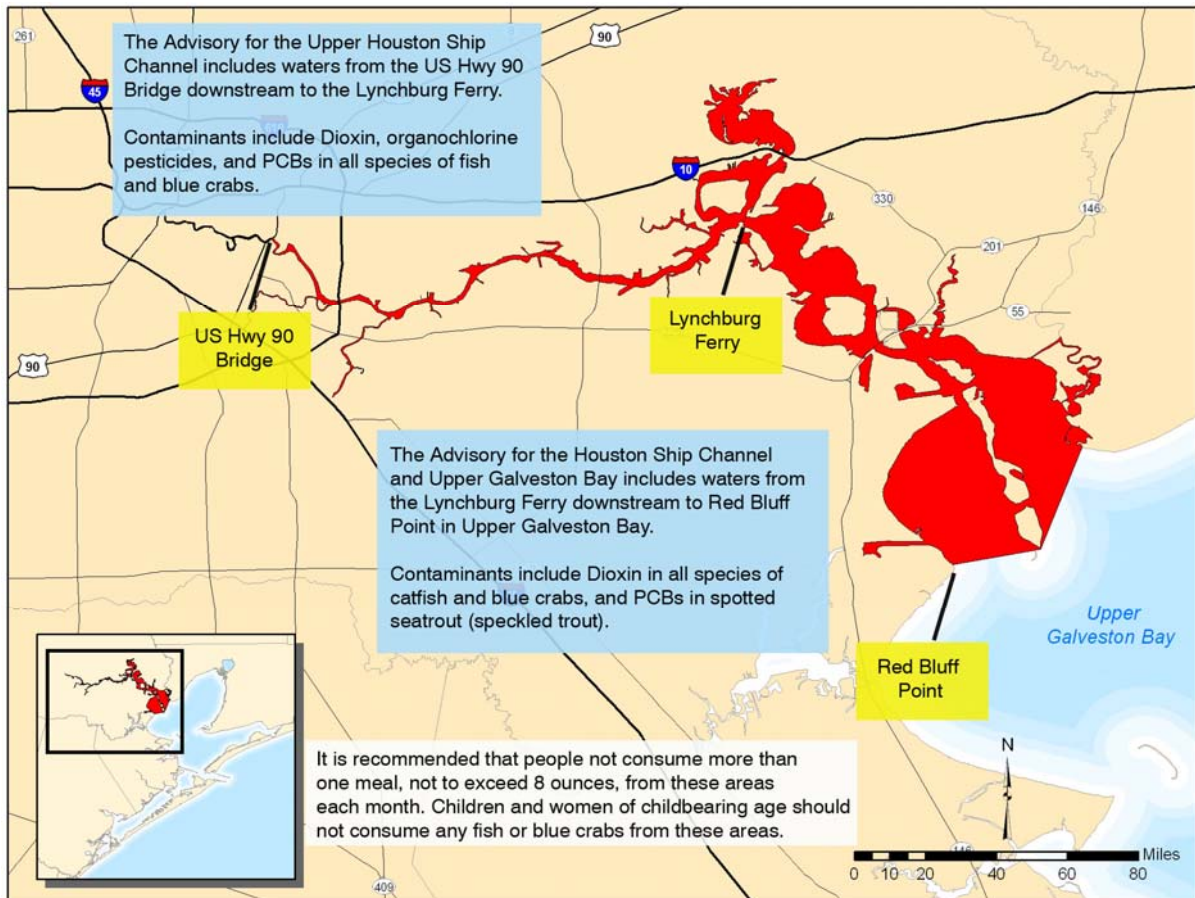 261
90
The Advisory for the Upper Houston Ship
Channel includes waters from the US Hwy 90
Bridge downstream to the Lynchburg Ferry.
Contaminants include Dioxin, organochlorine
pesticides, and PCBs in all species of fish
and blue crabs.
45
10
330
146
201
55
US Hwy 90
Bridge
Lynchburg
Ferry
90
The Advisory for the Houston Ship Channel
and Upper Galveston Bay includes waters from
the Lynchburg Ferry downstream to Red Bluff
Point in Upper Galveston Bay.
Contaminants include Dioxin in all species of
catfish and blue crabs, and PCBs in spotted
seatrout (speckled trout).
Upper
Galveston Bay
Red Bluff
Point
It is recommended that people not consume more than
one meal, not to exceed 8 ounces, from these areas
each month. Children and women of childbearing age should
not consume any fish or blue crabs from these areas.
N
146
Miles
0 10 20 40 60 80
409